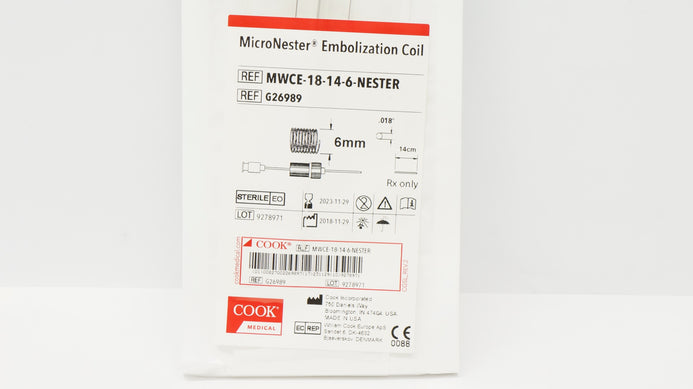 MicroNester® Embolization Coil
REF MWCE-18-14-6-NESTER
REF G26989
.018"
6mm
14cm
Rx only
STERILE EO
2023-11-29
LOT 9278971
2018-11-29
COOK® REF MWCE-18-14-6-NESTER
REF G26989 LOT 9278971
cookmedical.com
COOK®
MEDICAL
Cook Incorporated
750 Daniels Way
Bloomington, IN 47404, USA
MADE IN USA
EC REP
William Cook Europe ApS
Sandet 6, DK-4632
Bjaeverskov, DENMARK
CE
0088